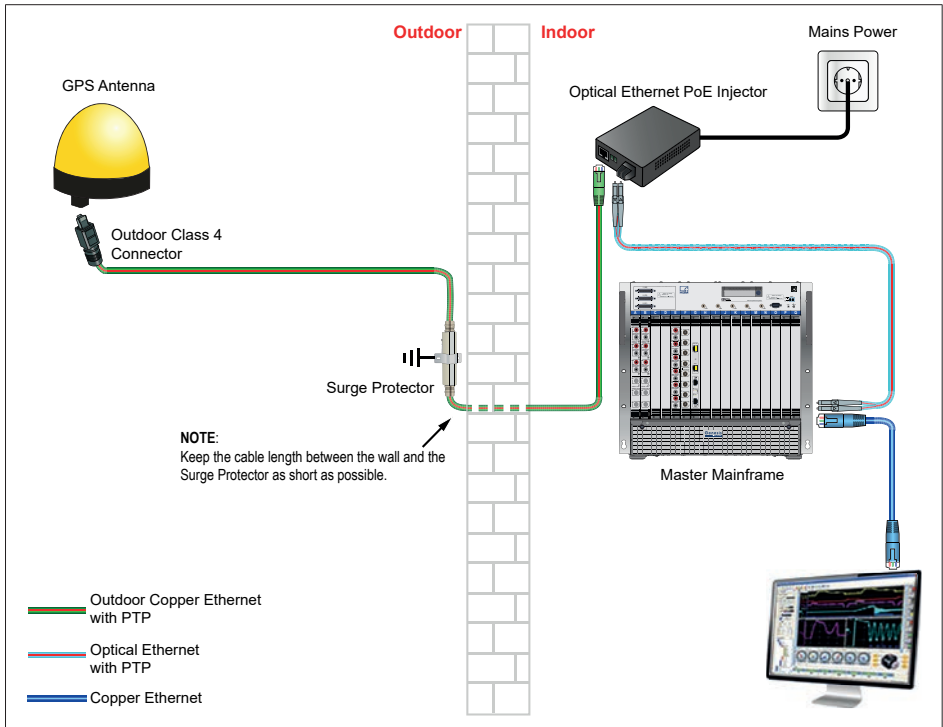 Outdoor
Indoor
Mains Power
GPS Antenna
Optical Ethernet PoE Injector
Outdoor Class 4
Connector
Surge Protector
NOTE:
Keep the cable length between the wall and the
Surge Protector as short as possible.
Master Mainframe
Outdoor Copper Ethernet
with PTP
Optical Ethernet
with PTP
Copper Ethernet